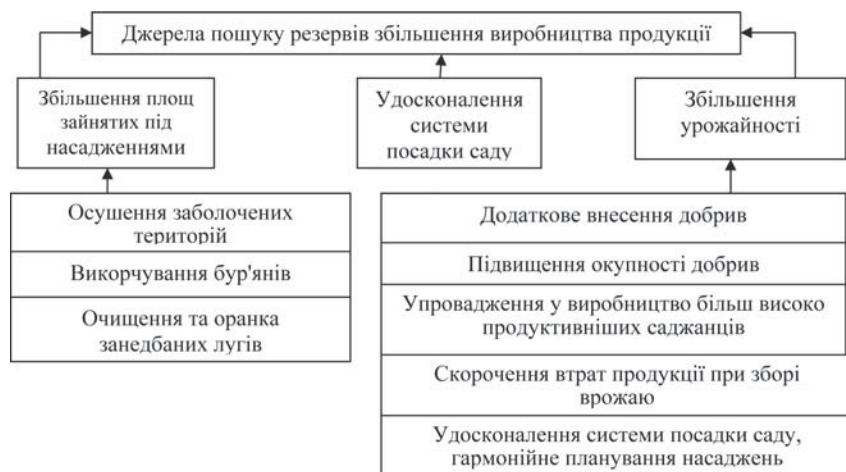 Джерела пошуку резервів збільшення виробництва продукції
Збільшення площ
зайнятих під
насадженнями
Удосконалення
системи
посадки саду
Збільшення
урожайності
Осушення заболочених
територій
Викорчування бур'янів
Очищення та оранка
занедбаних лугів
Додаткове внесення добрив
Підвищення окупності добрив
Упровадження у виробництво більш високо
продуктивніших саджанців
Скорочення втрат продукції при зборі
врожаю
Удосконалення системи посадки саду,
гармонійне планування насаджень